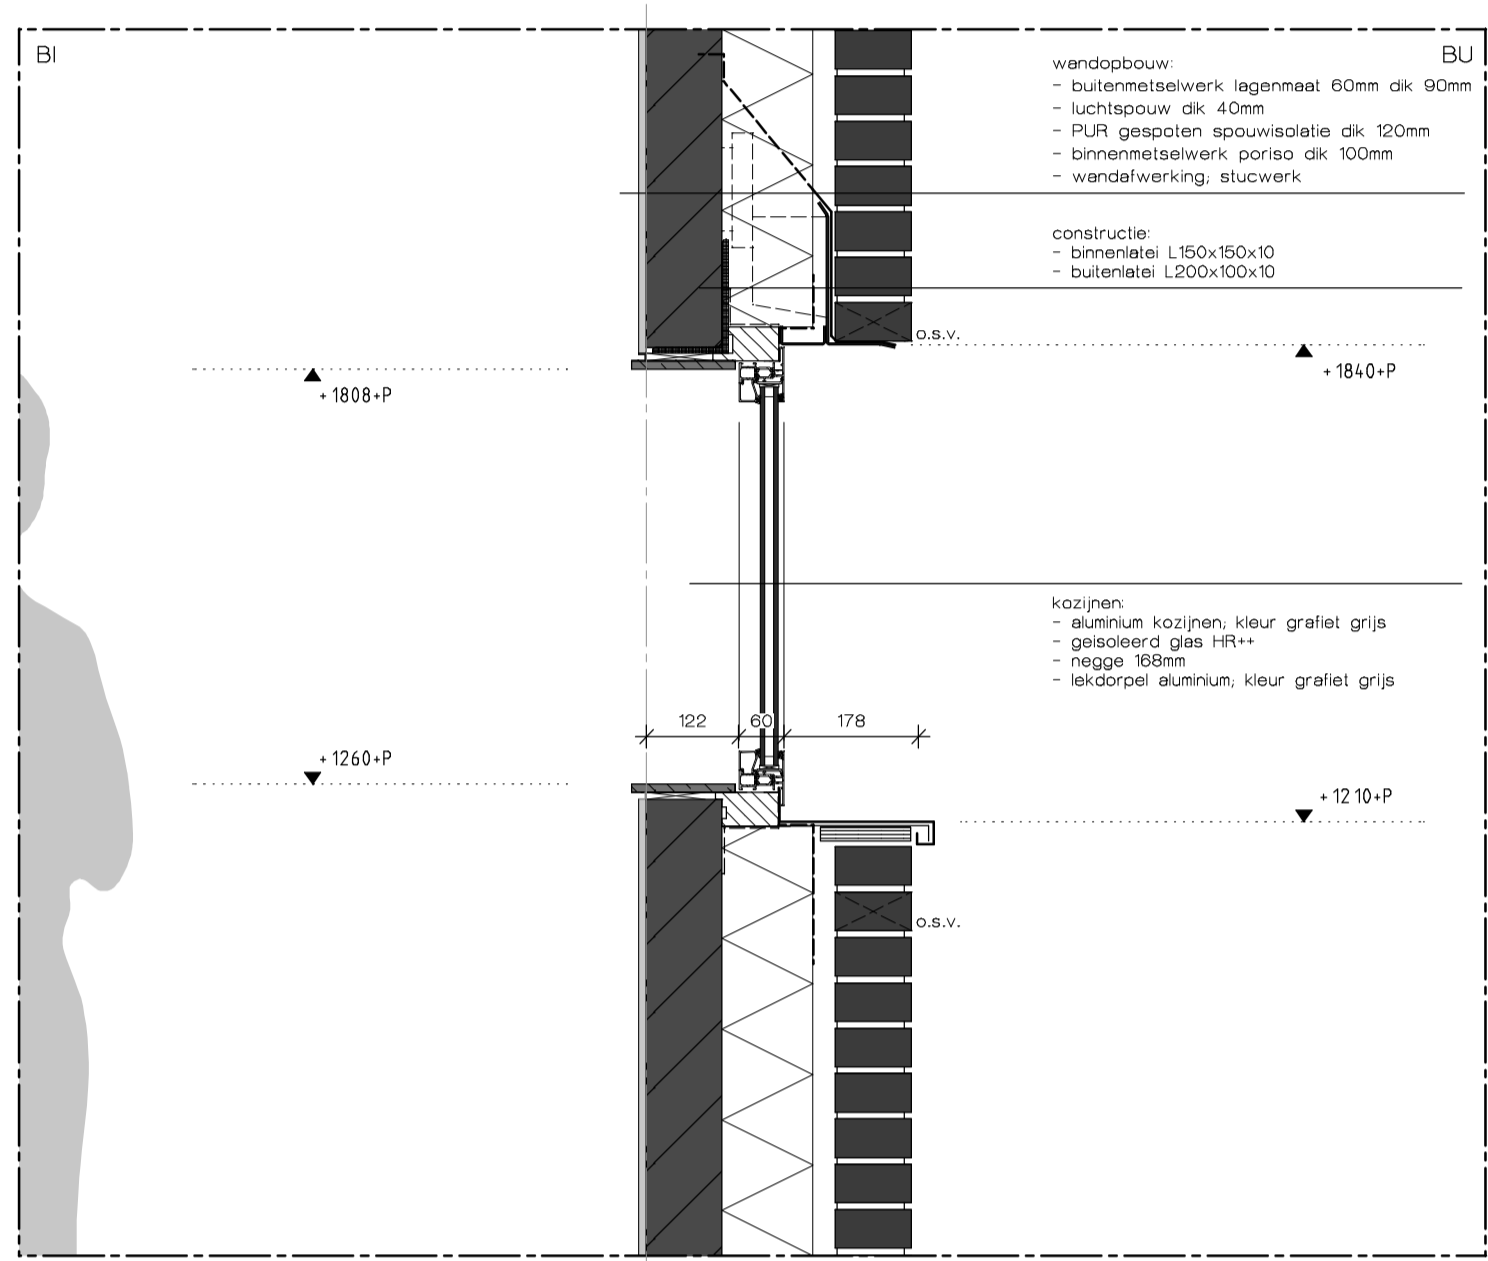 BI
BU
wandopbouw:
- buitenmetselwerk lagenmaat 60mm dik 90mm
- luchtspouw dik 40mm
- PUR gespoten spouwisolatie dik 120mm
- binnenmetselwerk poriso dik 100mm
- wandafwerking; stucwerk
constructie:
- binnenlatei L150x150x10
- buitenlatei L200x100x10
o.s.v.
+1808+P
+1840+P
kozijnen:
- aluminium kozijnen; kleur grafiet grijs
- geisoleerd glas HR++
- negge 168mm
- lekdorpel aluminium; kleur grafiet grijs
122 60 178
+1260+P
+1210+P
o.s.v.